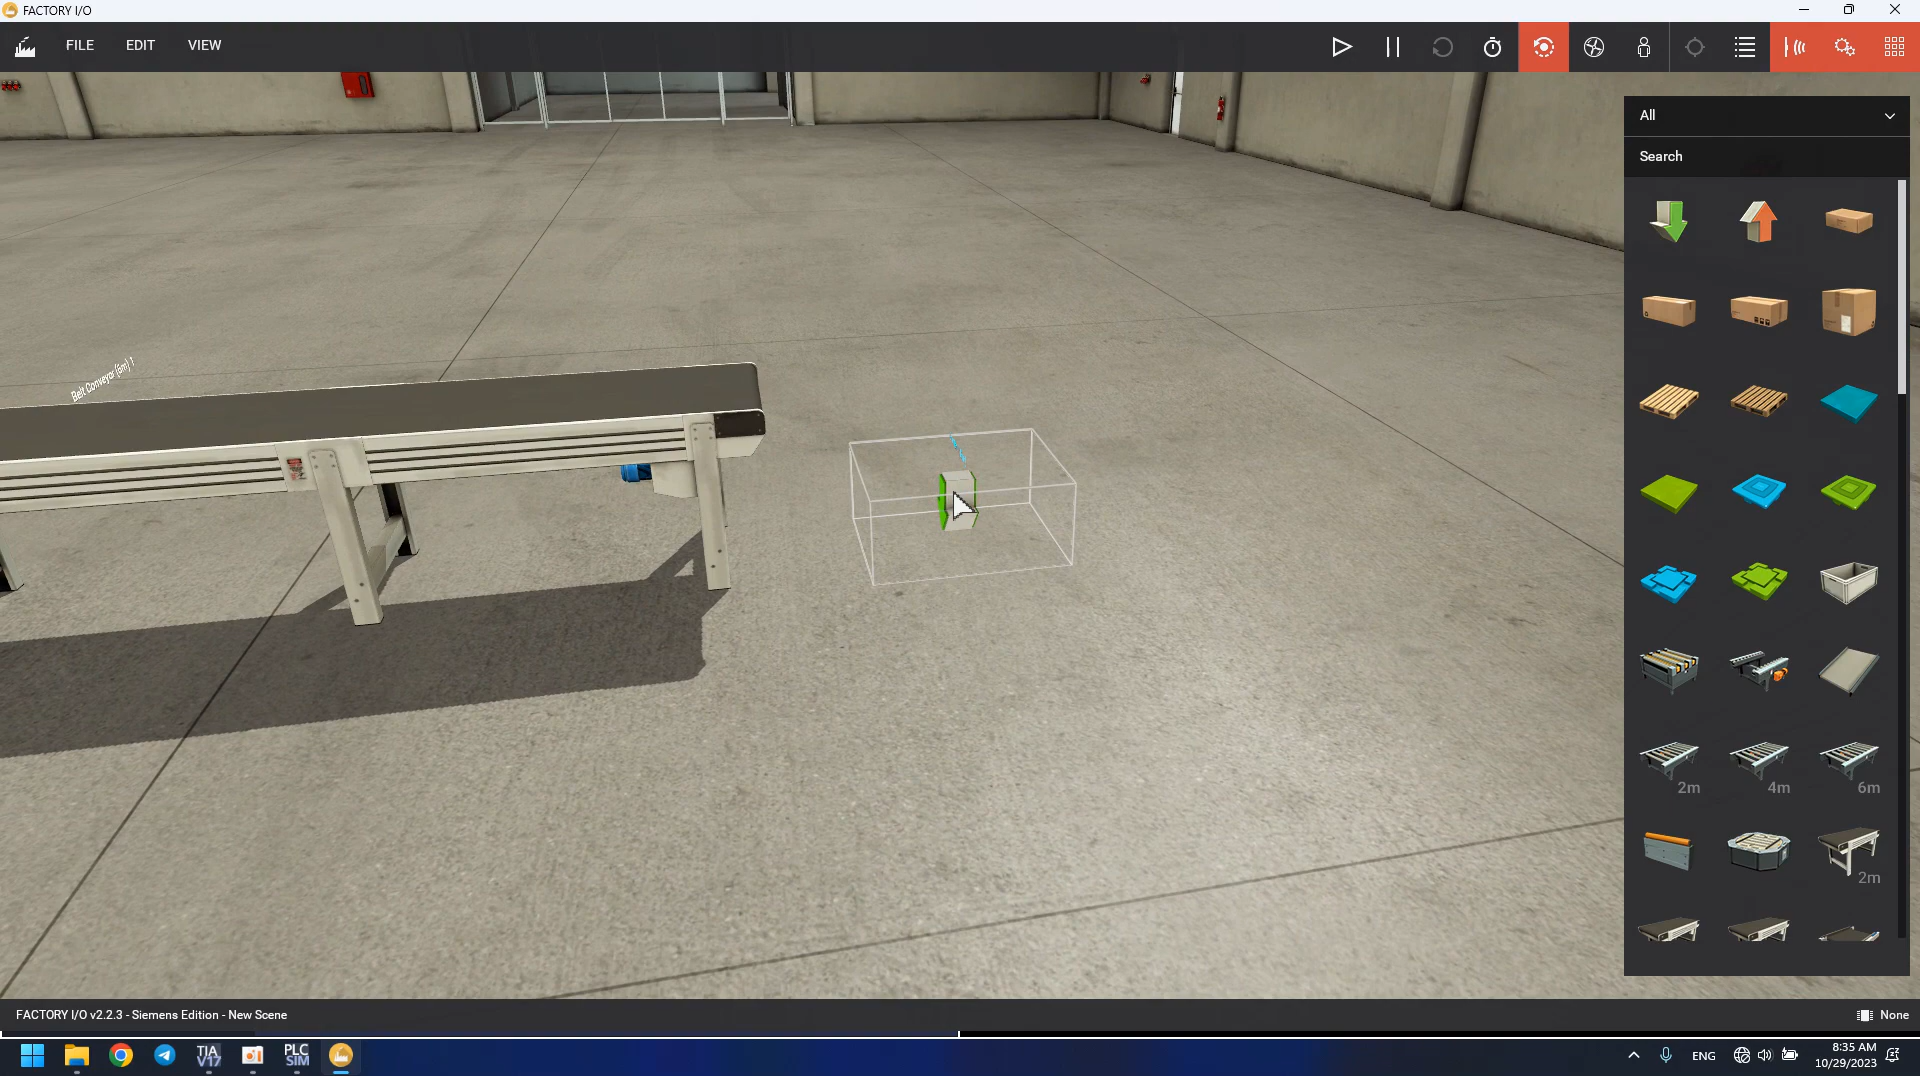 FACTORY I/O
FILE
EDIT
VIEW
All
Search
Belt Conveyor (6m) 1
2m
4m
6m
2m
FACTORY I/O v2.2.3 - Siemens Edition - New Scene
None
TIA
V17
PLC
SIM
ENG
8:35 AM
10/29/2023